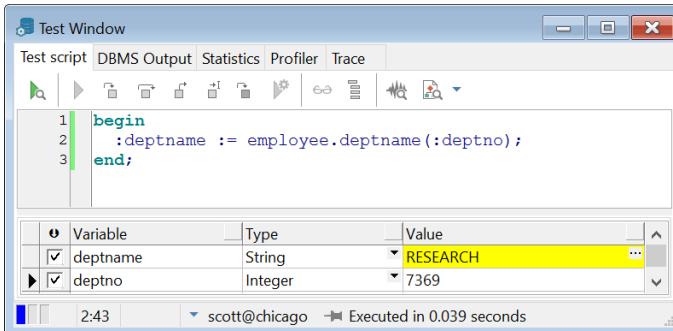 Test Window
Test script DBMS Output Statistics Profiler Trace
1 begin
2 :deptname := employee.deptname(:deptno);
3 end;
Variable Type Value
deptname String RESEARCH
deptno Integer 7369
2:43 scott@chicago Executed in 0.039 seconds